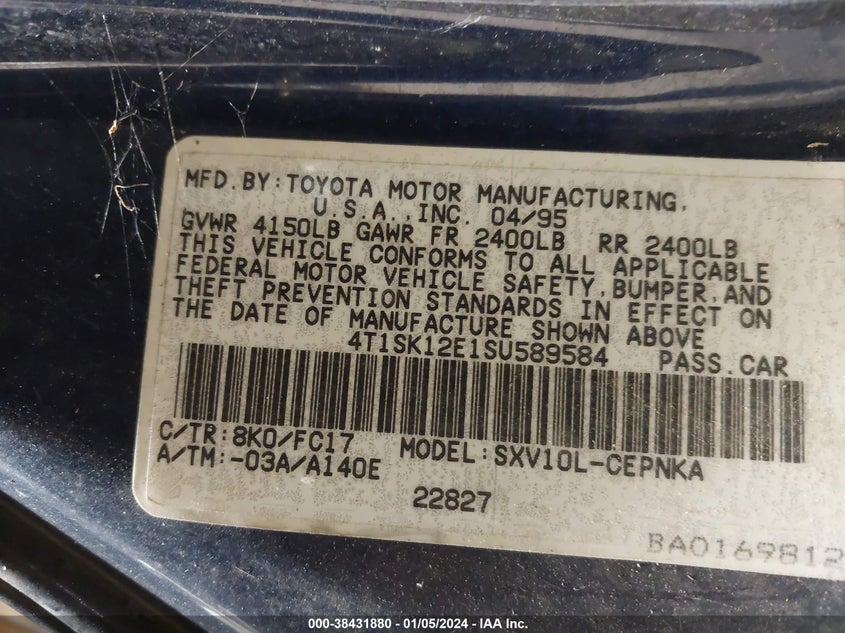 MFD.BY:TOYOTA MOTOR MANUFACTURING,
U.S.A.,INC. 04/95
GVWR 4150LB GAWR FR 2400LB RR 2400LB
THIS VEHICLE CONFORMS TO ALL APPLICABLE
FEDERAL MOTOR VEHICLE SAFETY,BUMPER,AND
THEFT PREVENTION STANDARDS IN EFFECT ON
THE DATE OF MANUFACTURE SHOWN ABOVE
4T1SK12E1SU589584 PASS.CAR
C/TR:8K0/FC17 MODEL:SXV10L-CEPNKA
A/TM:-03A/A140E
22827
BA0169812
000-38431880 - 01/05/2024 - IAA Inc.